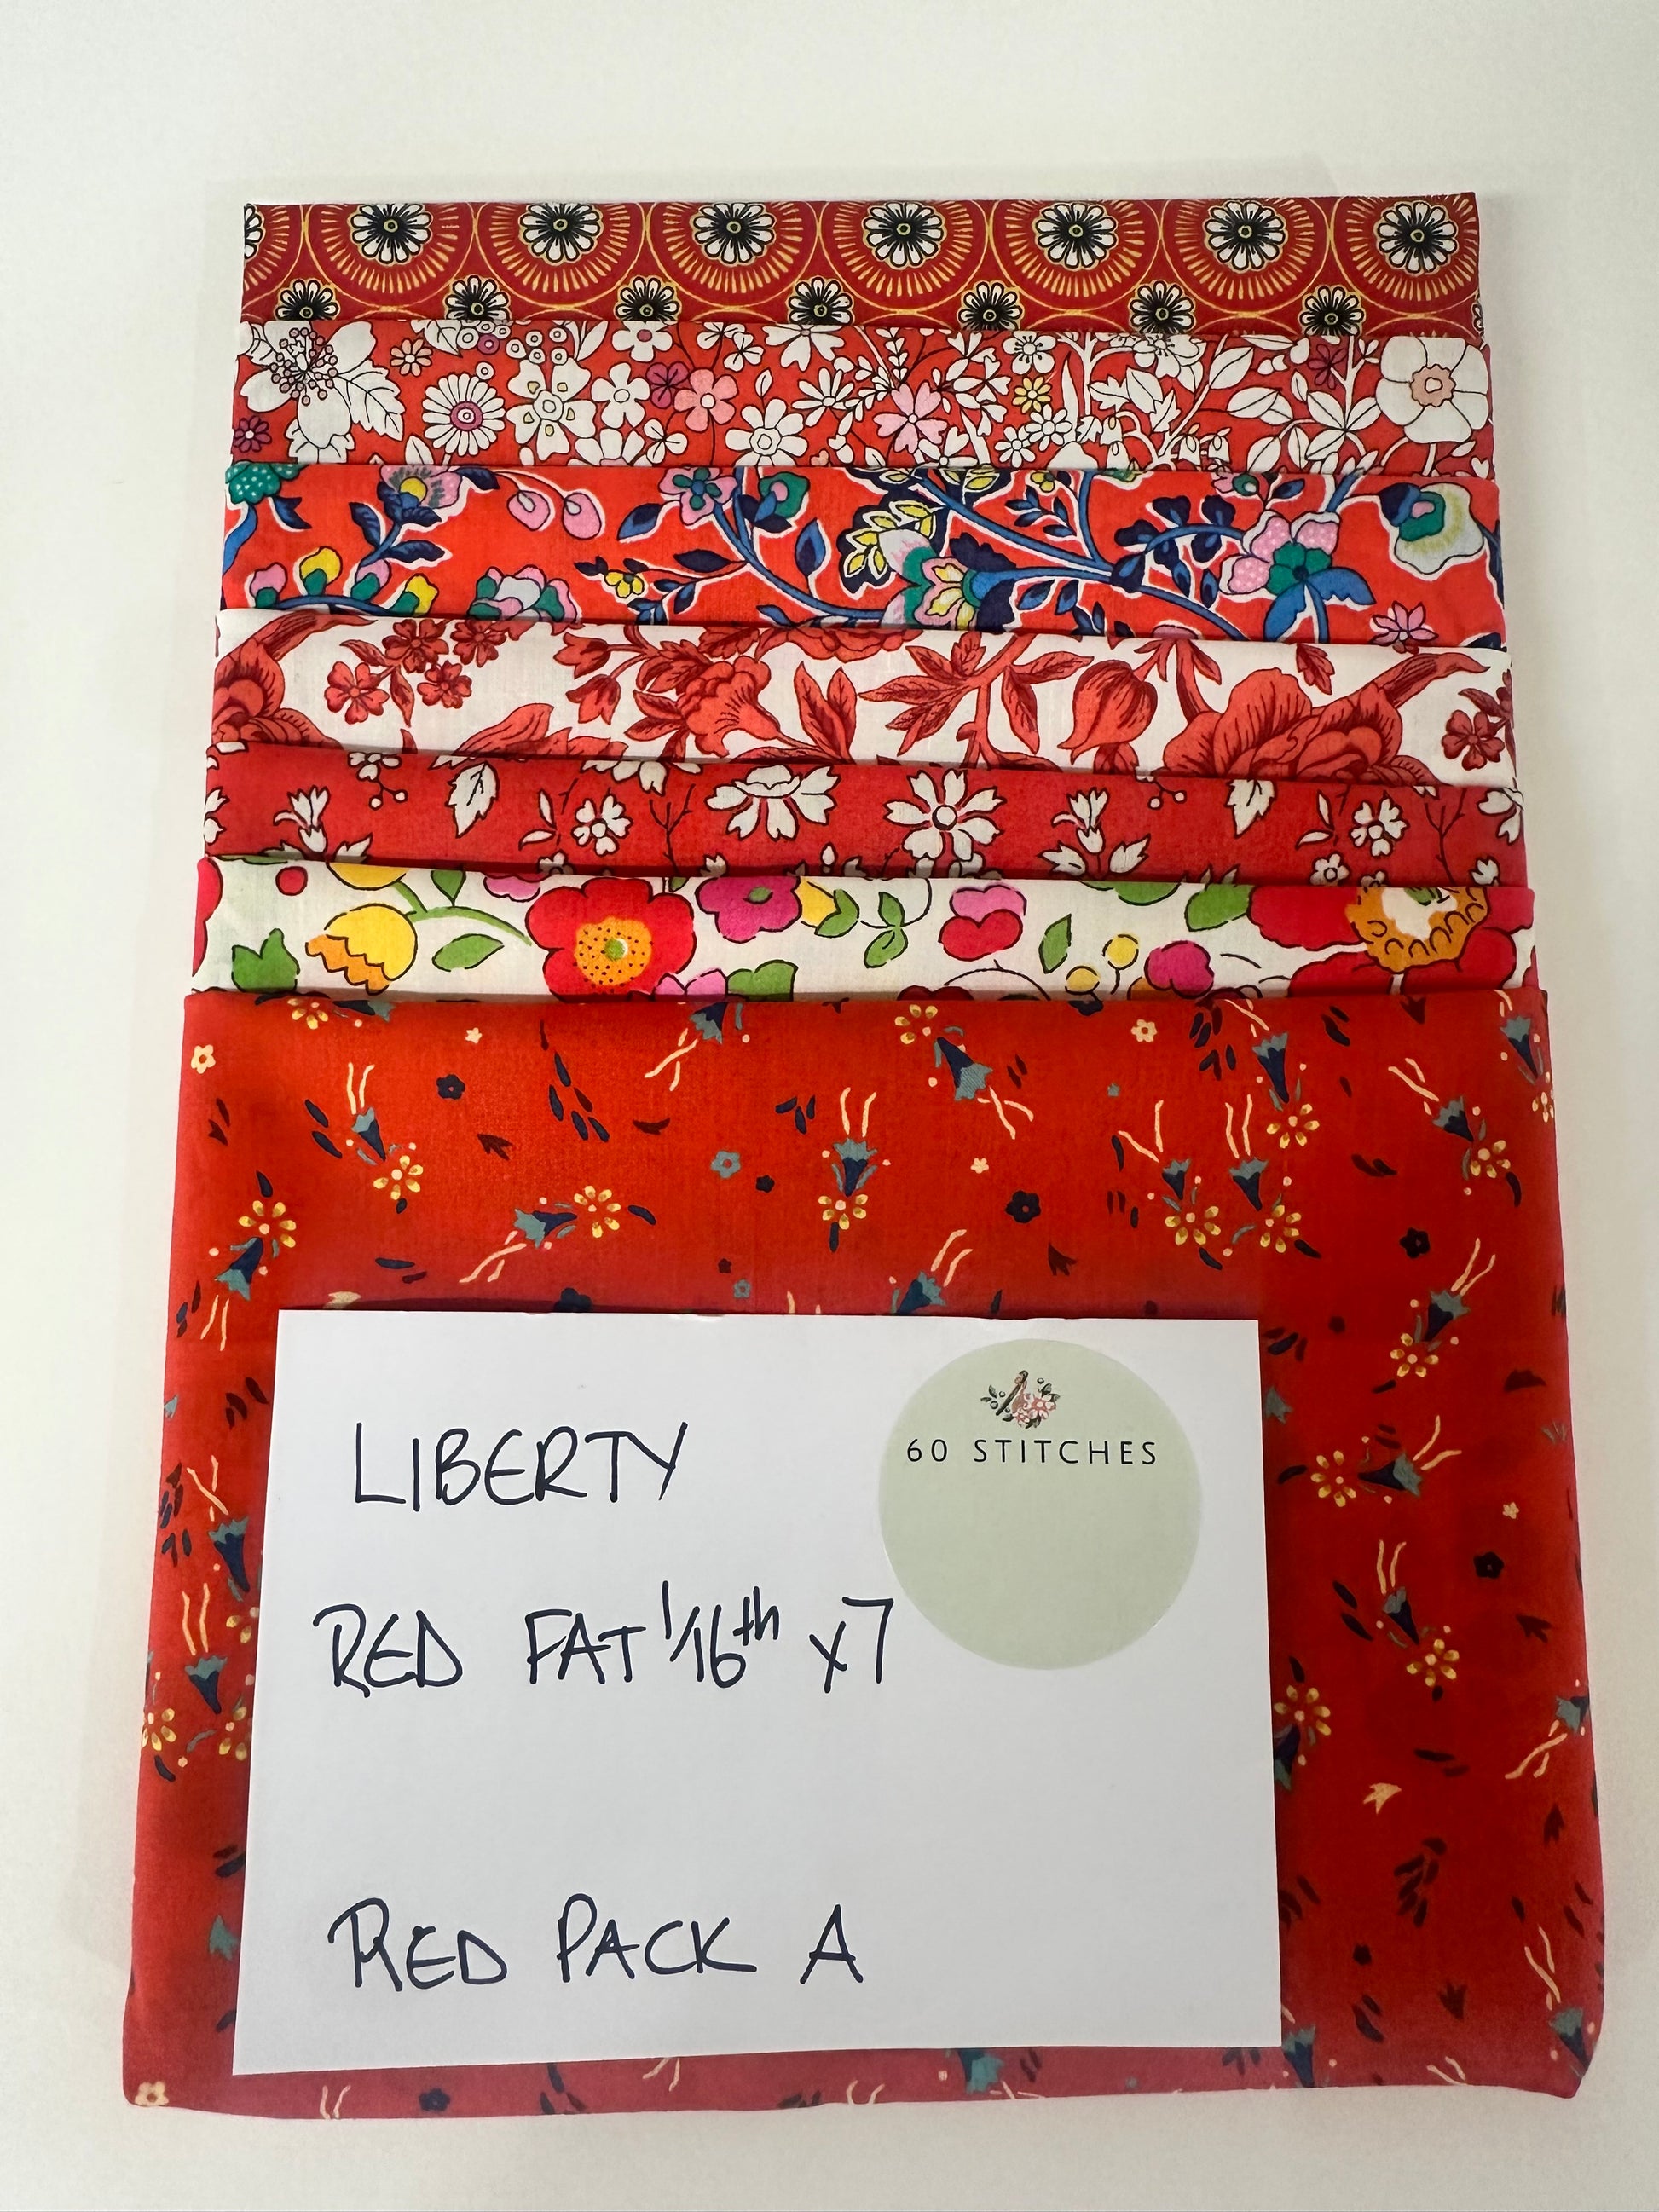 60 STITCHES
LIBERTY
RED FAT 1/16th x7
RED PACK A